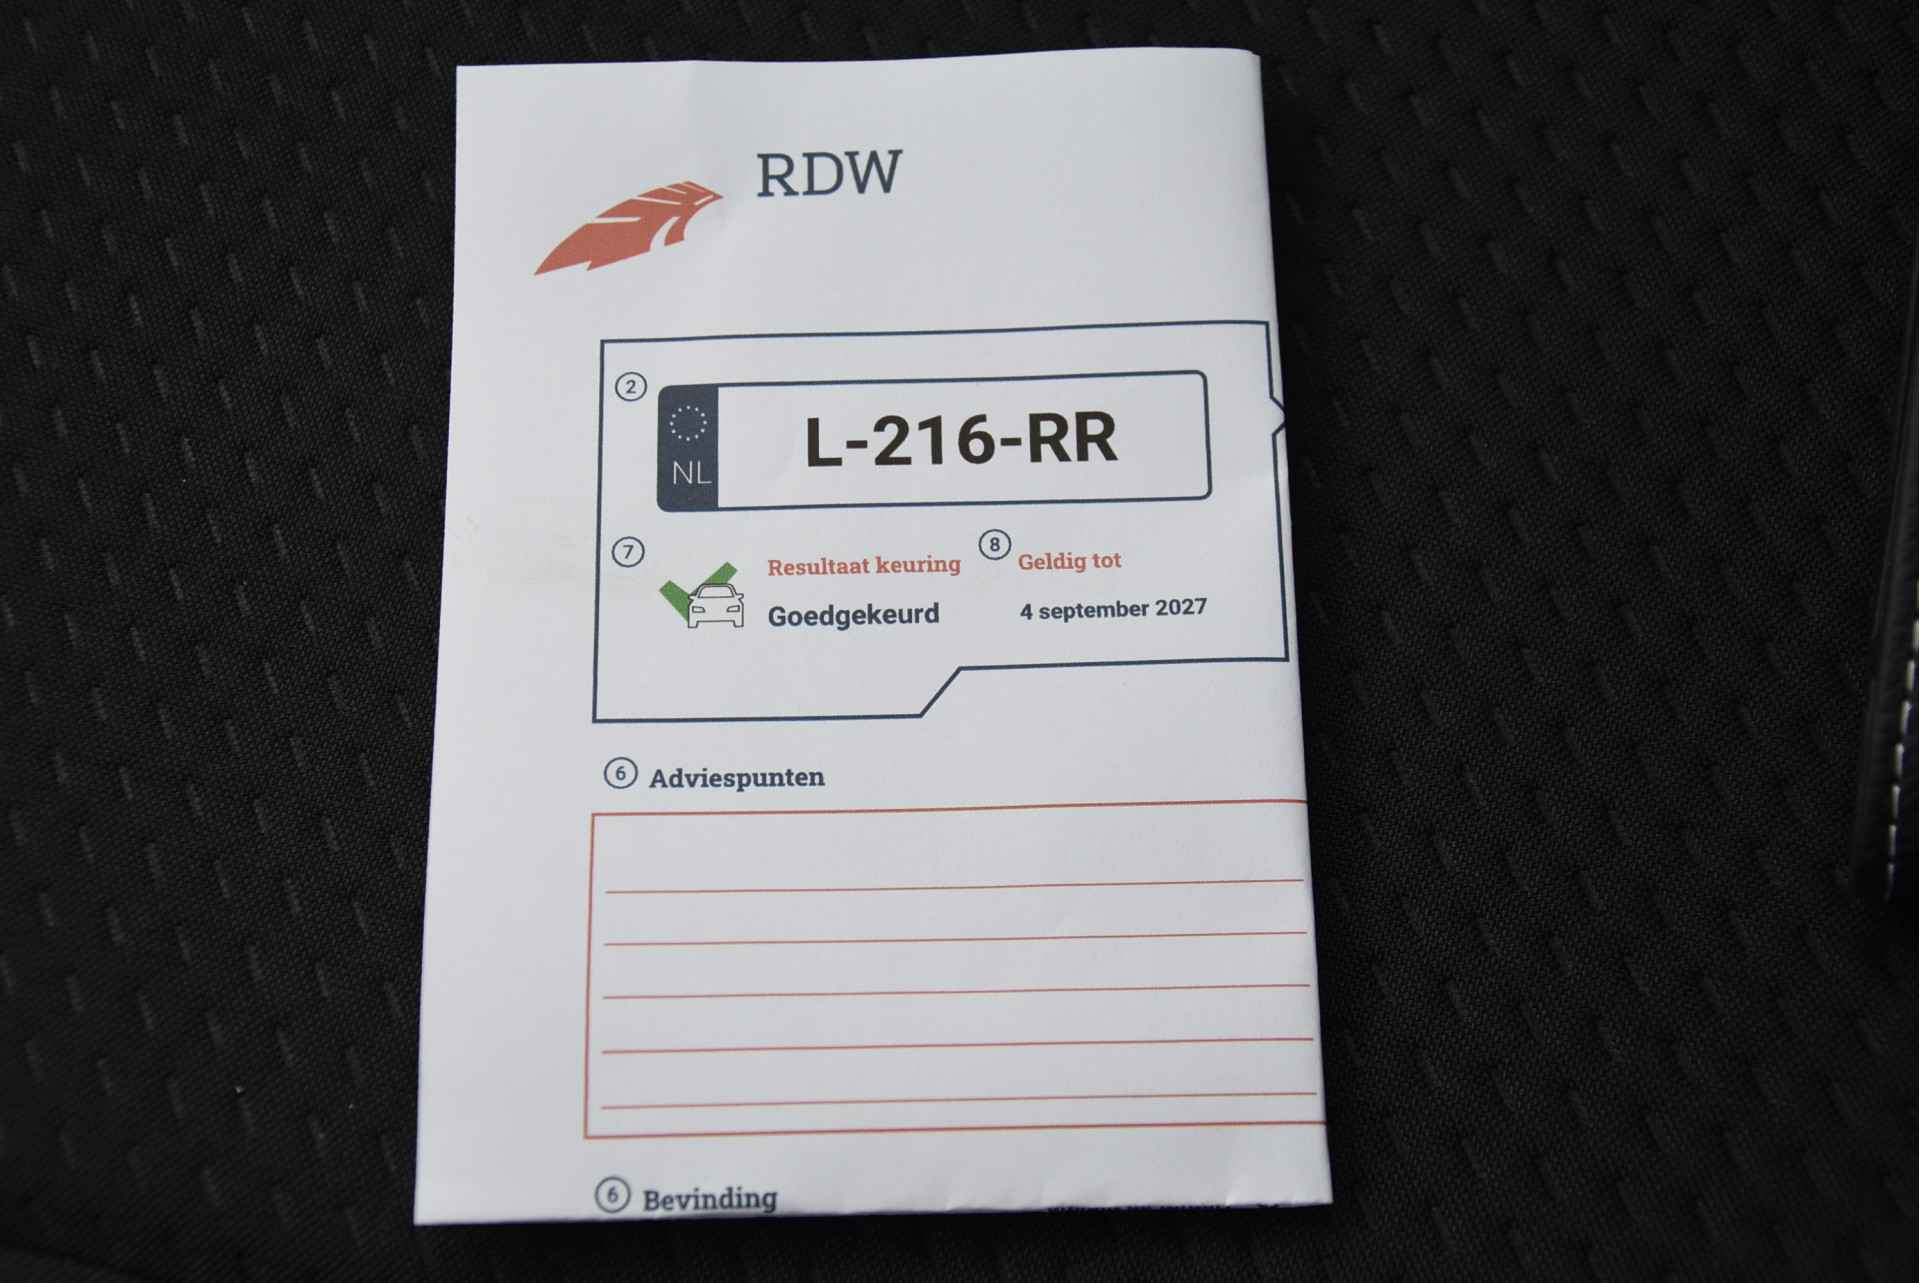 RDW
2
NL
L-216-RR
7
Resultaat keuring
8
Geldig tot
Goedgekeurd
4 september 2027
6 Adviespunten
6 Bevinding